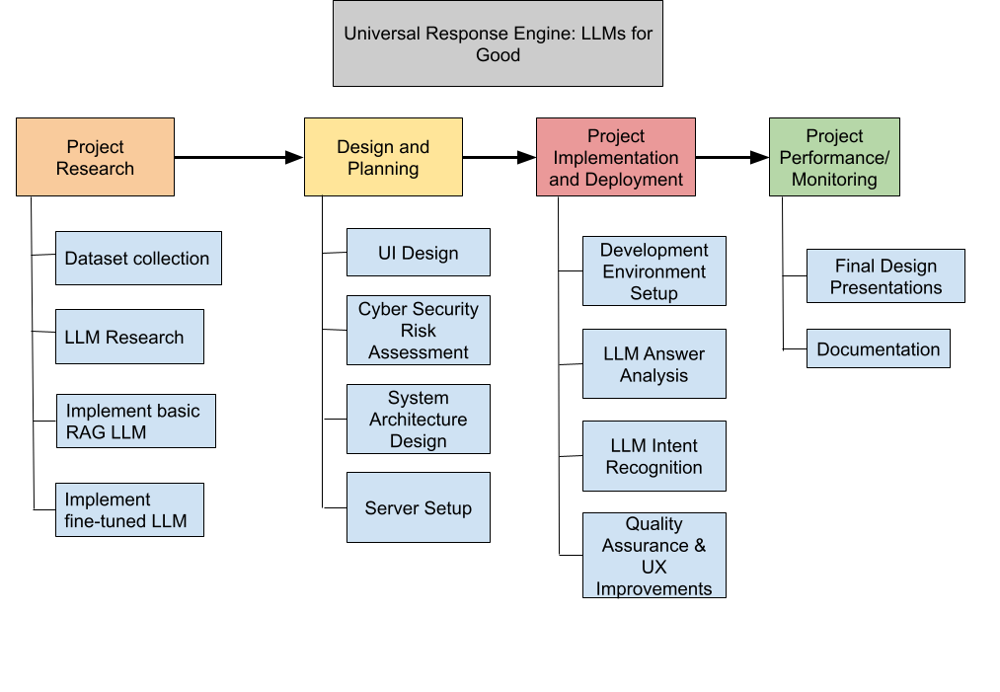 Universal Response Engine: LLMs for
Good
Project
Research
Design and
Planning
Project
Implementation
and Deployment
Project
Performance/
Monitoring
Dataset collection
LLM Research
Implement basic
RAG LLM
Implement
fine-tuned LLM
UI Design
Cyber Security
Risk
Assessment
System
Architecture
Design
Server Setup
Development
Environment
Setup
LLM Answer
Analysis
LLM Intent
Recognition
Quality
Assurance &
UX
Improvements
Final Design
Presentations
Documentation